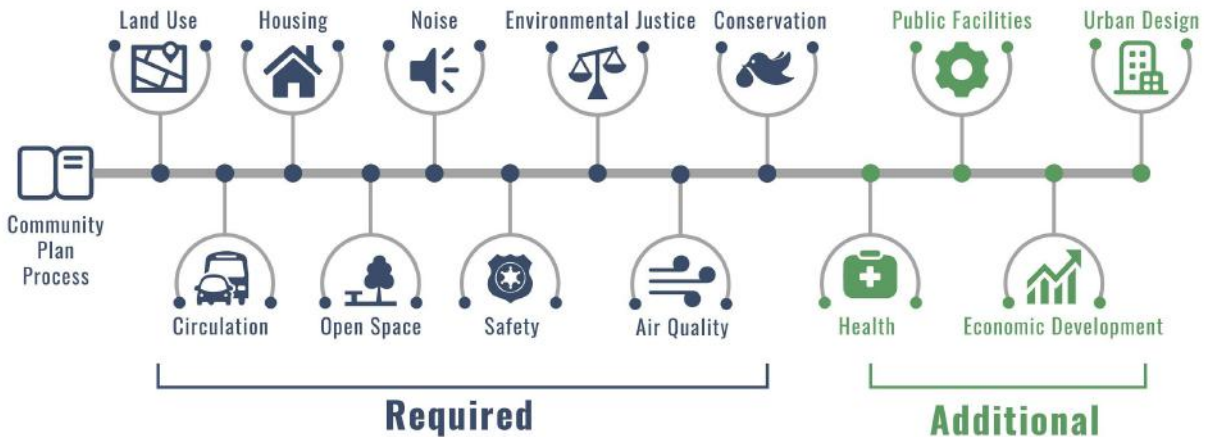 Land Use
Housing
Noise
Environmental Justice
Conservation
Public Facilities
Urban Design
Community
Plan
Process
Circulation
Open Space
Safety
Air Quality
Health
Economic Development
Required
Additional